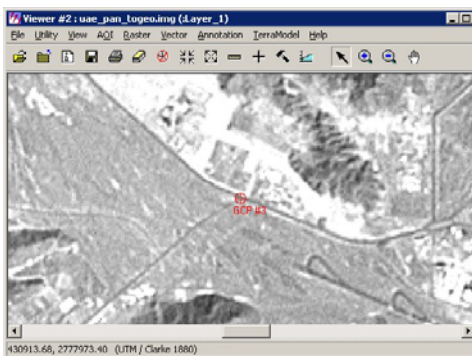 Viewer #2 : uae_pan_togeo.img (:Layer_1)
File Utility View AOI Raster Vector Annotation TerraModel Help
GCP #3
430913.68, 2777973.40 (UTM / Clarke 1880)